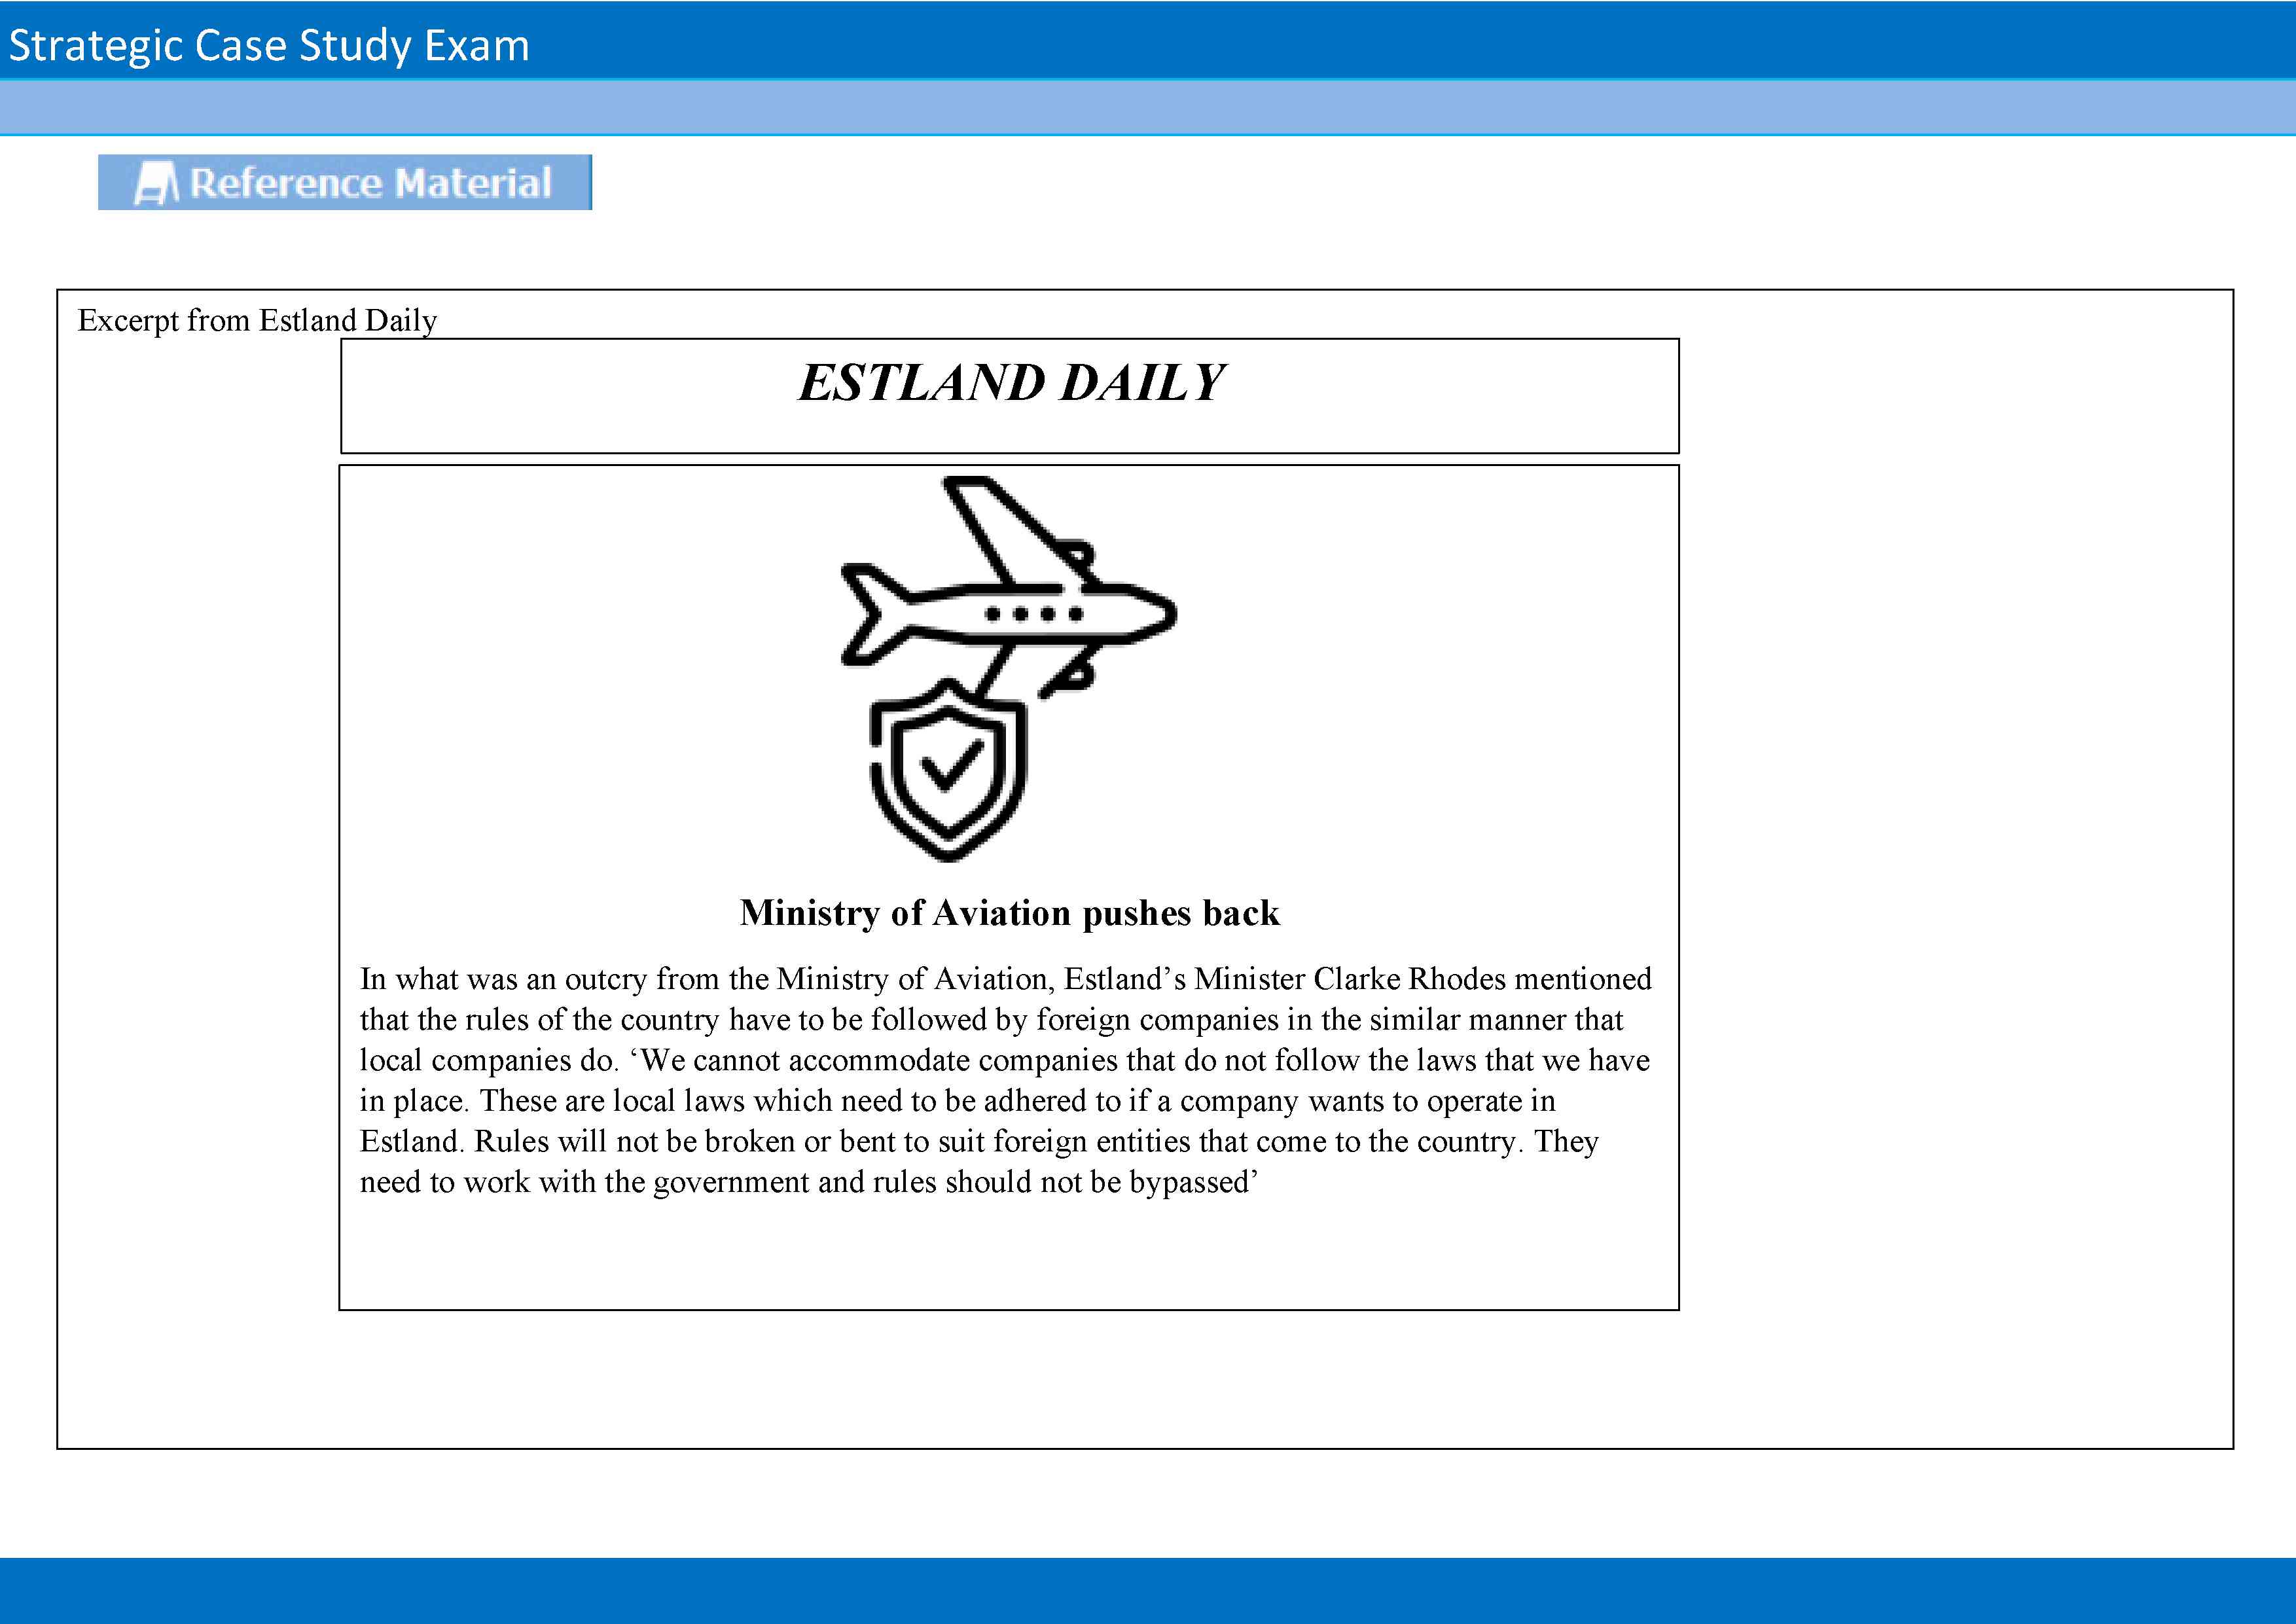 Strategic Case Study Exam
Reference Material
Excerpt from Estland Daily
ESTLAND DAILY
Ministry of Aviation pushes back
In what was an outcry from the Ministry of Aviation, Estland’s Minister Clarke Rhodes mentioned
that the rules of the country have to be followed by foreign companies in the similar manner that
local companies do. ‘We cannot accommodate companies that do not follow the laws that we have
in place. These are local laws which need to be adhered to if a company wants to operate in
Estland. Rules will not be broken or bent to suit foreign entities that come to the country. They
need to work with the government and rules should not be bypassed’